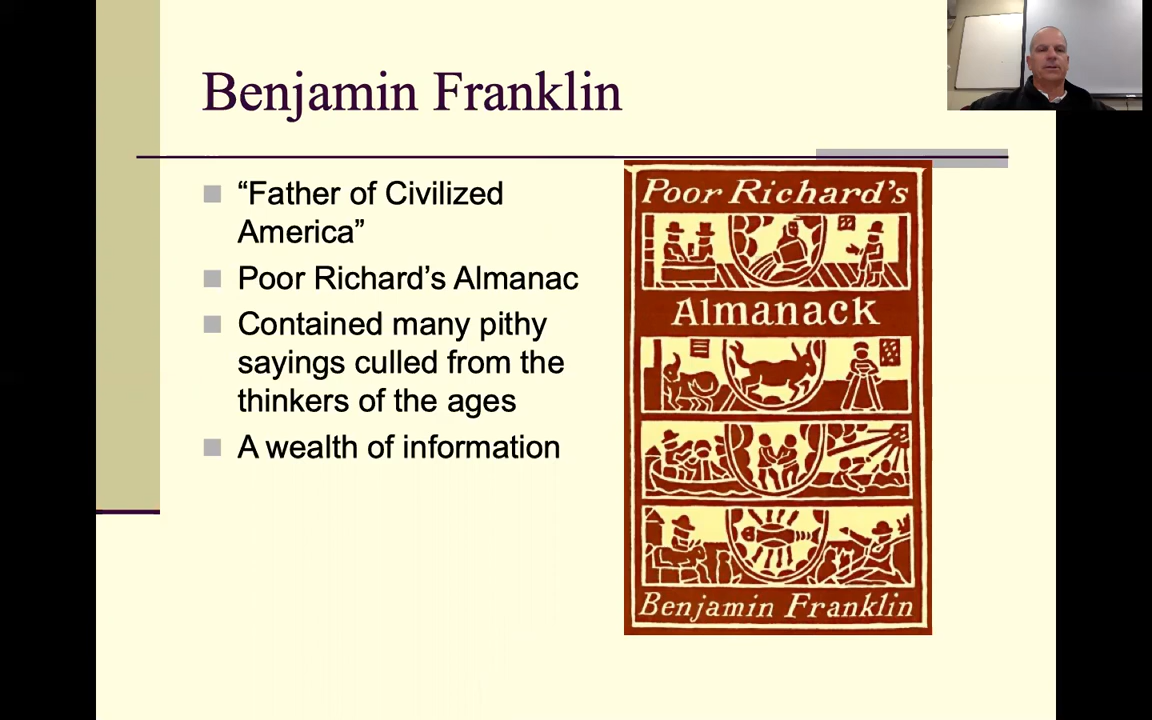 Benjamin Franklin
“Father of Civilized
America”
Poor Richard’s Almanac
Contained many pithy
sayings culled from the
thinkers of the ages
A wealth of information
Poor Richard’s
Almanack
Benjamin Franklin